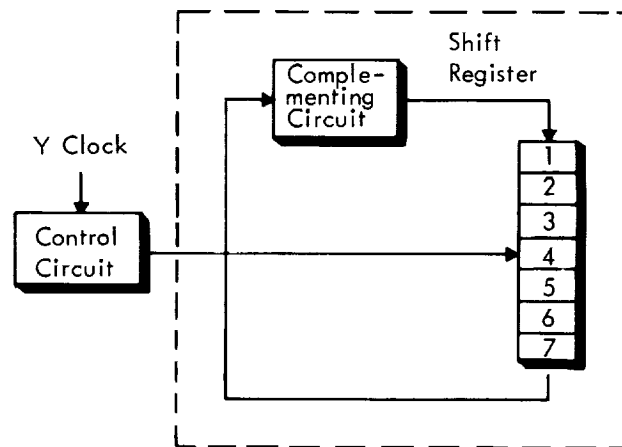 Shift
Register
Comple-
menting
Circuit
Y Clock
Control
Circuit
1
2
3
4
5
6
7